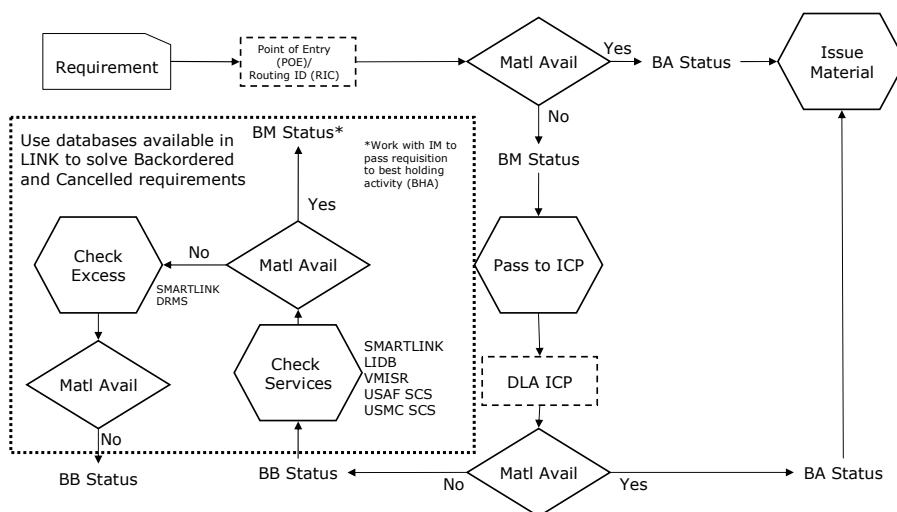 Requirement
Point of Entry
(POE)/
Routing ID (RIC)
Matl Avail
Yes
BA Status
Issue
Material
No
BM Status
Use databases available in
LINK to solve Backordered
and Cancelled requirements
BM Status*
*Work with IM to
pass requisition
to best holding
activity (BHA)
Yes
Check
Excess
No
Matl Avail
SMARTLINK
DRMS
Pass to ICP
Matl Avail
Check
Services
SMARTLINK
LIDB
VMISR
USAF SCS
USMC SCS
DLA ICP
No
BB Status
BB Status
No
Matl Avail
Yes
BA Status